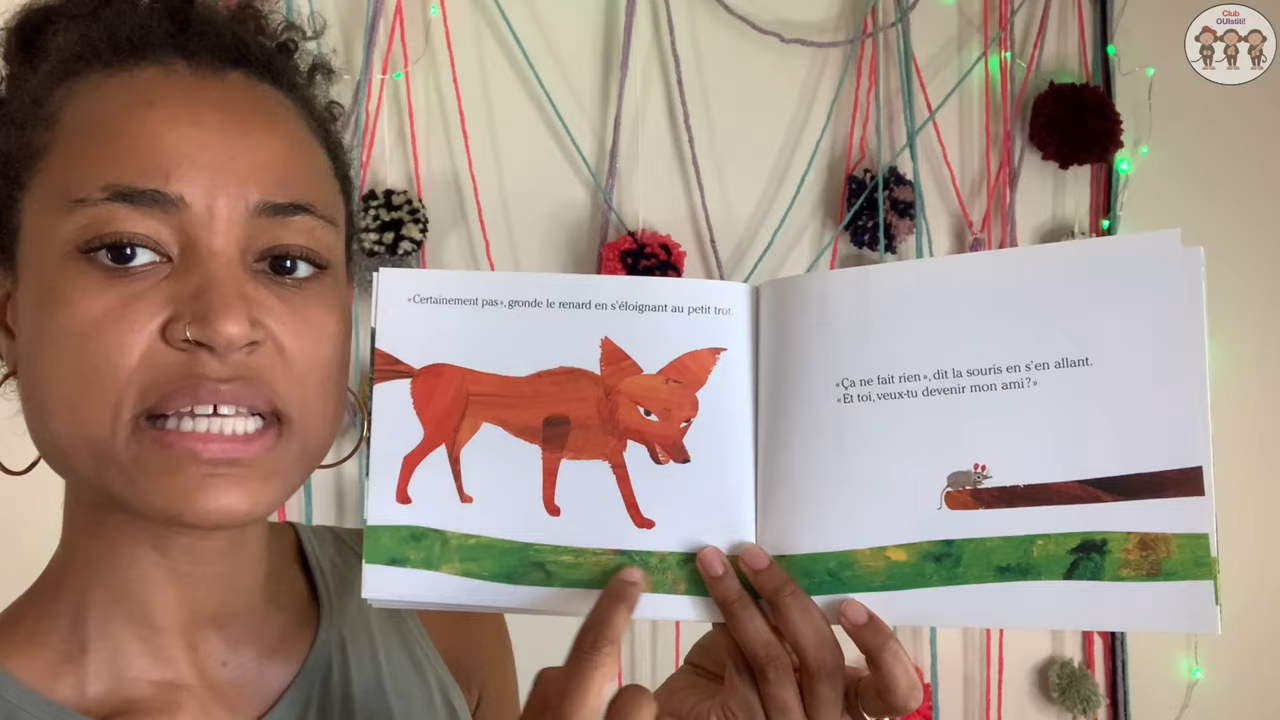 Club
OUIstiti!
«Certainement pas», gronde le renard en s'éloignant au petit trot.
«Ça ne fait rien», dit la souris en s'en allant.
«Et toi, veux-tu devenir mon ami?»